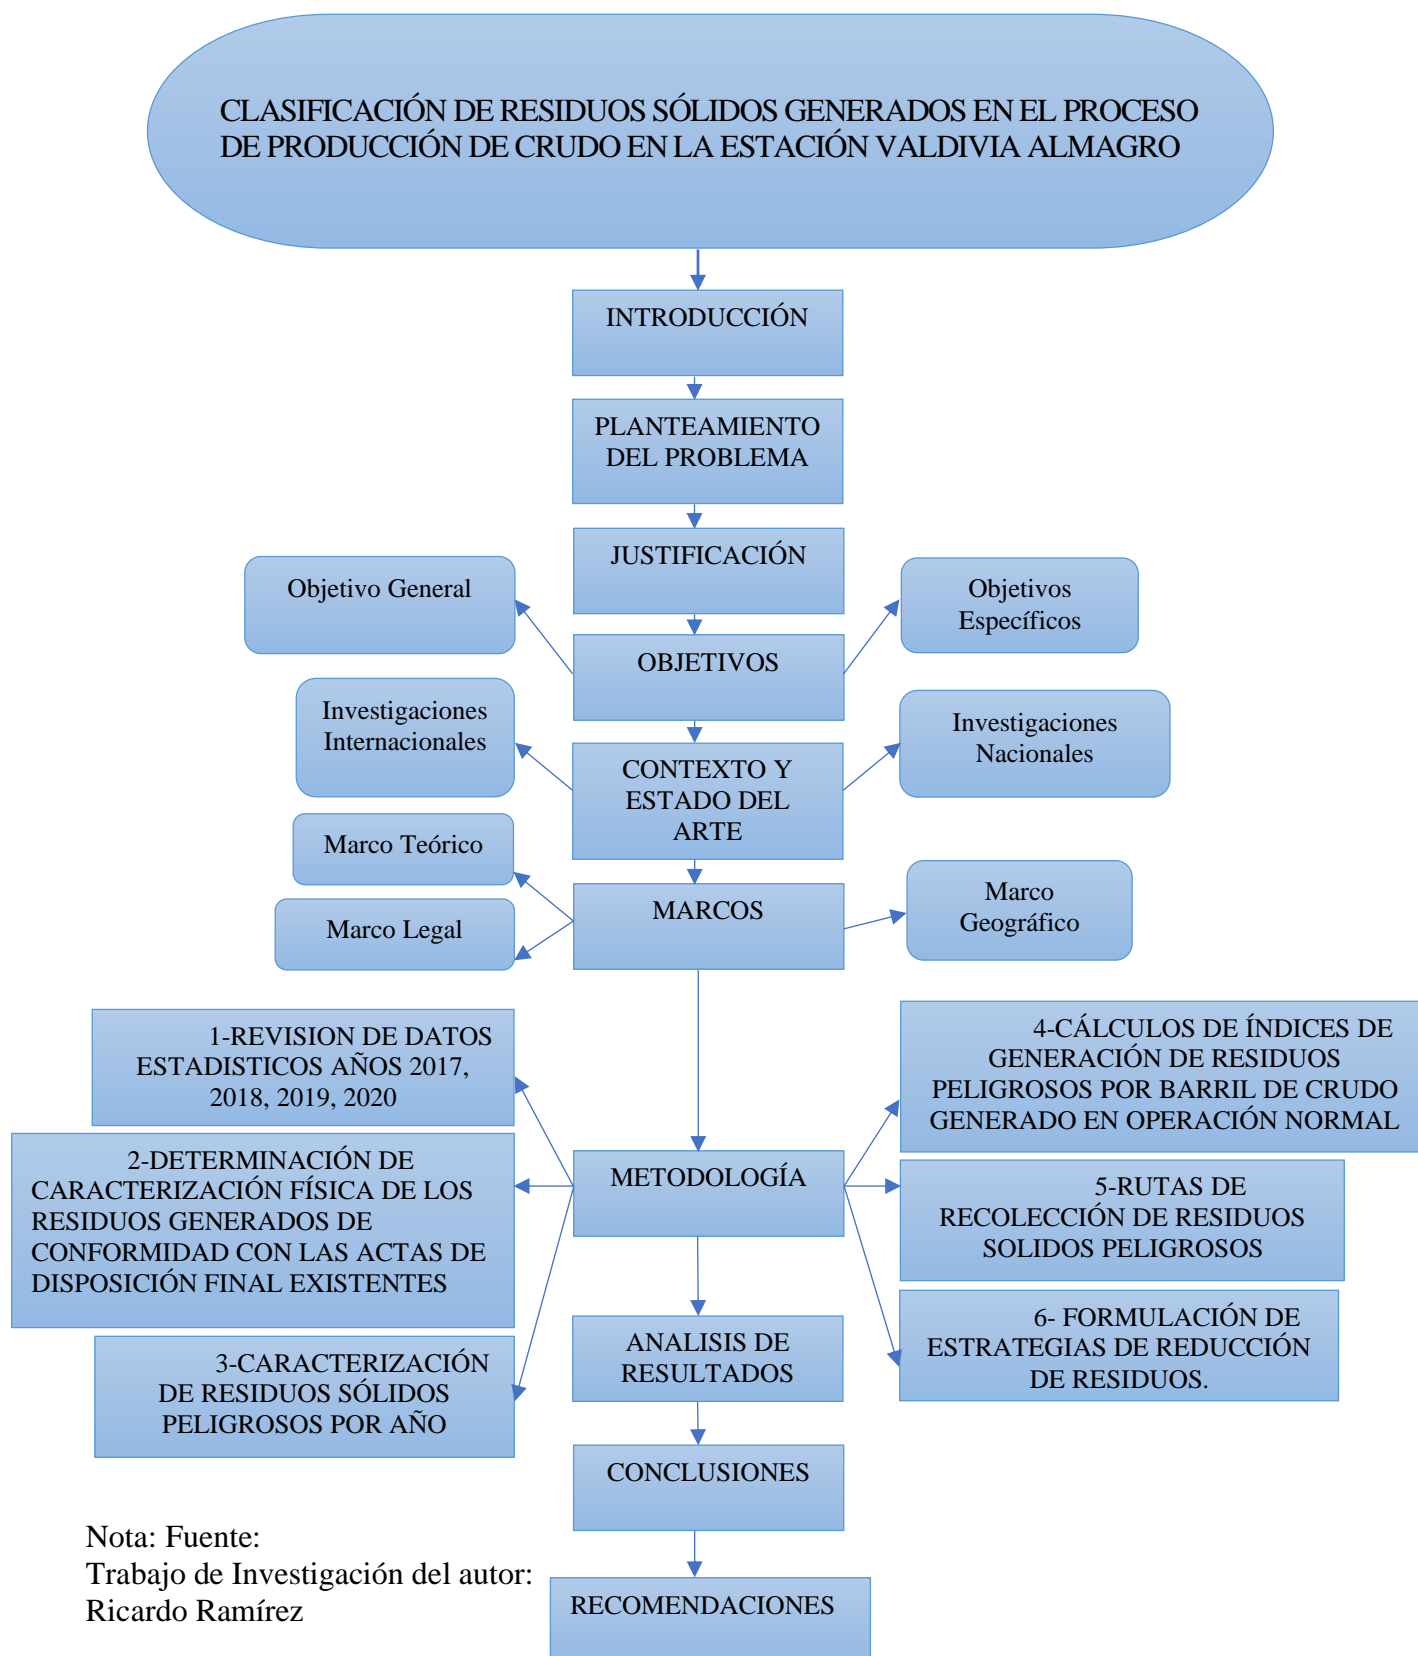 CLASIFICACIÓN DE RESIDUOS SÓLIDOS GENERADOS EN EL PROCESO
DE PRODUCCIÓN DE CRUDO EN LA ESTACIÓN VALDIVIA ALMAGRO
INTRODUCCIÓN
PLANTEAMIENTO
DEL PROBLEMA
JUSTIFICACIÓN
Objetivo General
Objetivos
Específicos
OBJETIVOS
Investigaciones
Internacionales
Investigaciones
Nacionales
CONTEXTO Y
ESTADO DEL
ARTE
Marco Teórico
Marco Legal
MARCOS
Marco
Geográfico
1-REVISION DE DATOS
ESTADISTICOS AÑOS 2017,
2018, 2019, 2020
2-DETERMINACIÓN DE
CARACTERIZACIÓN FÍSICA DE LOS
RESIDUOS GENERADOS DE
CONFORMIDAD CON LAS ACTAS DE
DISPOSICIÓN FINAL EXISTENTES
3-CARACTERIZACIÓN
DE RESIDUOS SÓLIDOS
PELIGROSOS POR AÑO
METODOLOGÍA
4-CÁLCULOS DE ÍNDICES DE
GENERACIÓN DE RESIDUOS
PELIGROSOS POR BARRIL DE CRUDO
GENERADO EN OPERACIÓN NORMAL
5-RUTAS DE
RECOLECCIÓN DE RESIDUOS
SOLIDOS PELIGROSOS
6- FORMULACIÓN DE
ESTRATEGIAS DE REDUCCIÓN
DE RESIDUOS.
ANALISIS DE
RESULTADOS
CONCLUSIONES
RECOMENDACIONES
Nota: Fuente:
Trabajo de Investigación del autor:
Ricardo Ramírez